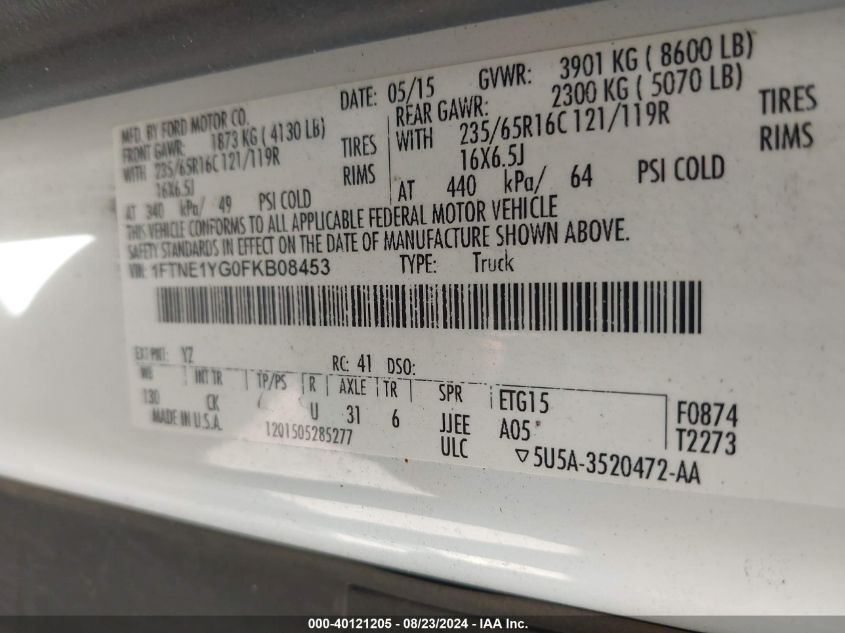 MFD. BY FORD MOTOR CO.
DATE: 05/15 GVWR: 3901 KG ( 8600 LB)
FRONT GAWR: 1873 KG ( 4130 LB) REAR GAWR: 2300 KG ( 5070 LB)
WITH 235/65R16C 121/119R TIRES WITH 235/65R16C 121/119R TIRES
16X6.5J RIMS 16X6.5J RIMS
AT 340 kPa/ 49 PSI COLD AT 440 kPa/ 64 PSI COLD
THIS VEHICLE CONFORMS TO ALL APPLICABLE FEDERAL MOTOR VEHICLE
SAFETY STANDARDS IN EFFECT ON THE DATE OF MANUFACTURE SHOWN ABOVE.
VIN: 1FTNE1YG0FKB08453 TYPE: Truck
EXT PNT: YZ RC: 41 DSO:
WB INT TR TP/PS R AXLE TR SPR ETG15 F0874
130 CK U 31 6 JJEE A05 * T2273
MADE IN U.S.A. 1201505285277 ULC ▽5U5A-3520472-AA
000-40121205 - 08/23/2024 - IAA Inc.